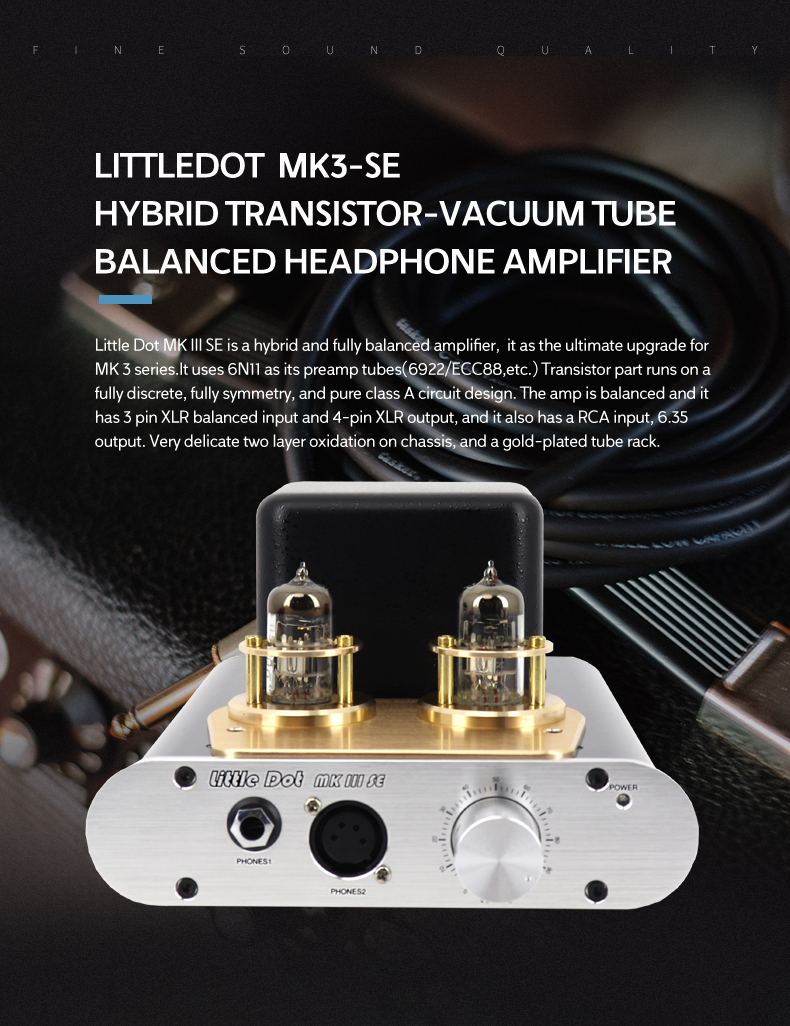 FINE SOUND QUALITY
LITTLEDOT MK3-SE
HYBRID TRANSISTOR-VACUUM TUBE
BALANCED HEADPHONE AMPLIFIER
Little Dot MK III SE is a hybrid and fully balanced amplifier, it as the ultimate upgrade for
MK 3 series.It uses 6N11 as its preamp tubes(6922/ECC88,etc.) Transistor part runs on a
fully discrete, fully symmetry, and pure class A circuit design. The amp is balanced and it
has 3 pin XLR balanced input and 4-pin XLR output, and it also has a RCA input, 6.35
output. Very delicate two layer oxidation on chassis, and a gold-plated tube rack.
Little Dot MK III SE
POWER
PHONES1
PHONES2